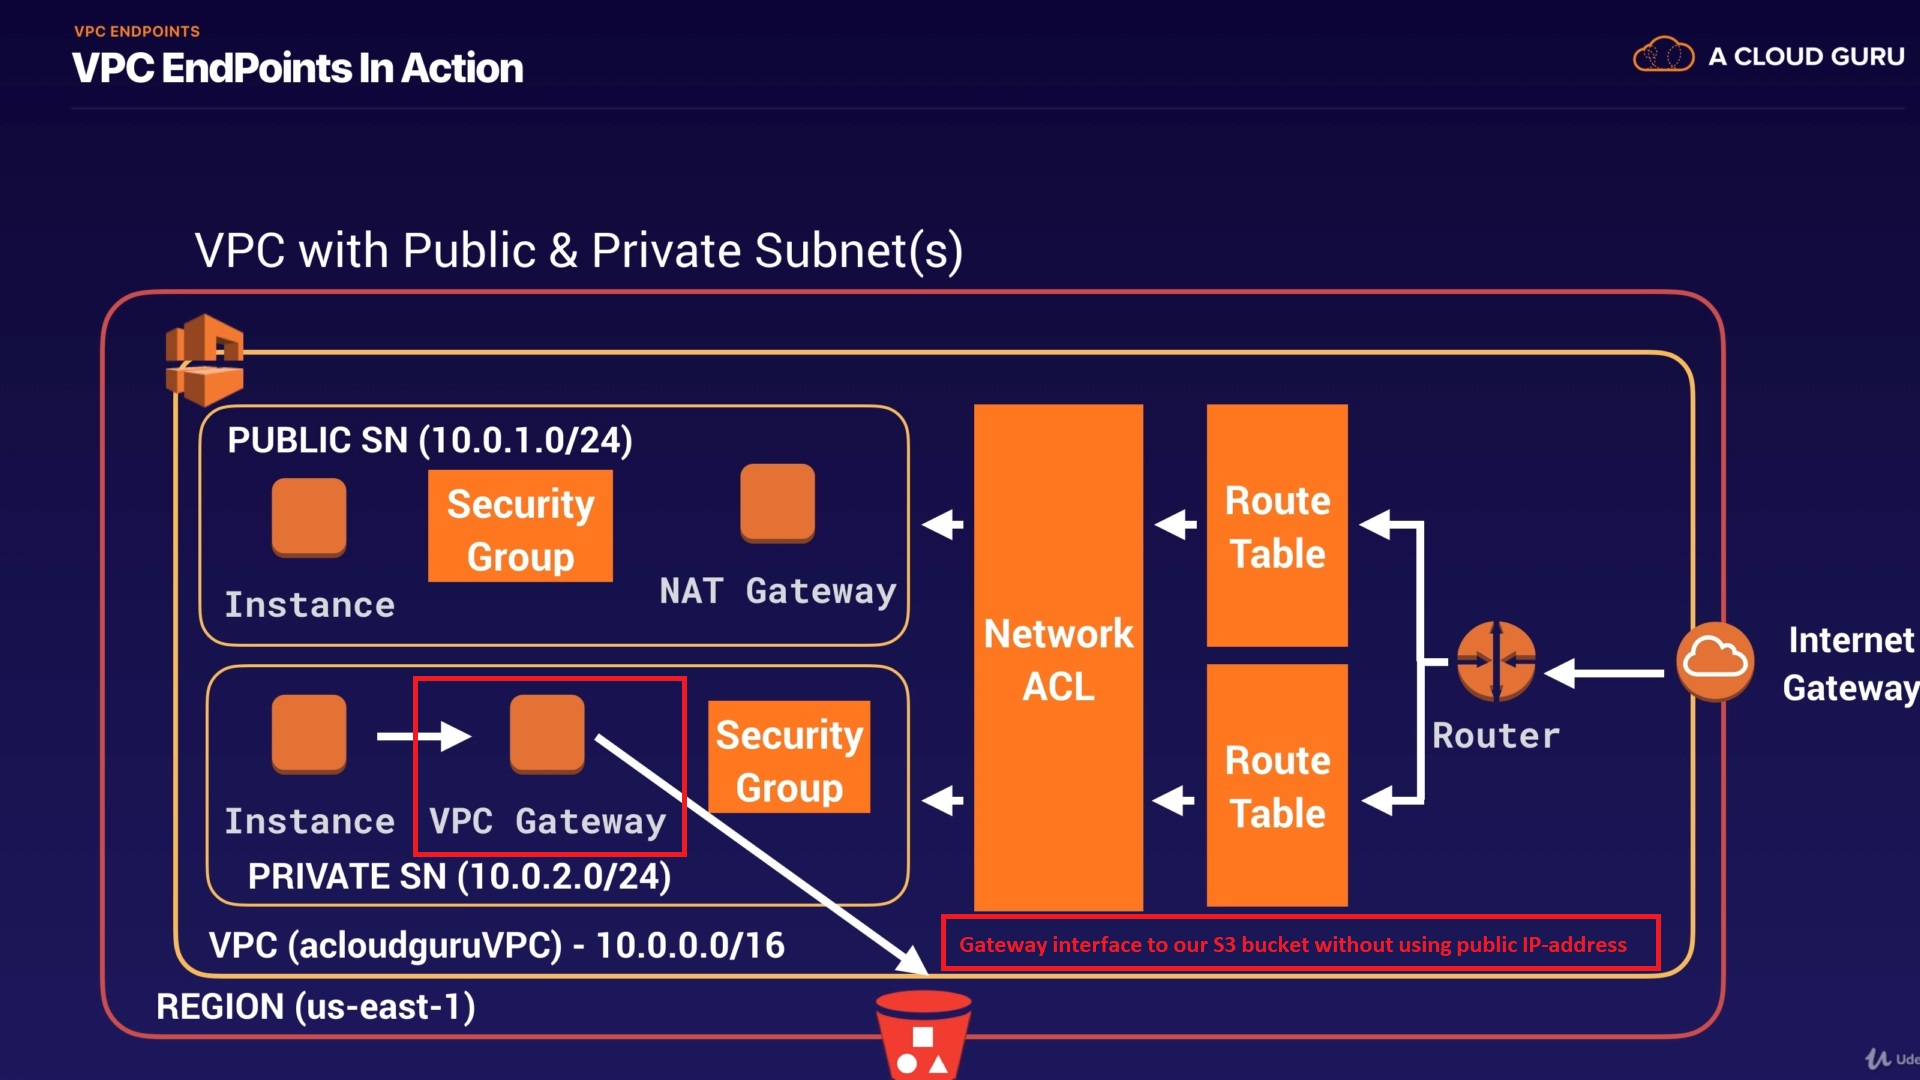 VPC ENDPOINTS
VPC EndPoints In Action
A CLOUD GURU
VPC with Public & Private Subnet(s)
PUBLIC SN (10.0.1.0/24)
Security
Group
Instance
NAT Gateway
Instance
VPC Gateway
Security
Group
PRIVATE SN (10.0.2.0/24)
Network
ACL
Route
Table
Route
Table
Router
Internet
Gateway
VPC (acloudguruVPC) - 10.0.0.0/16
Gateway interface to our S3 bucket without using public IP-address
REGION (us-east-1)
Ude